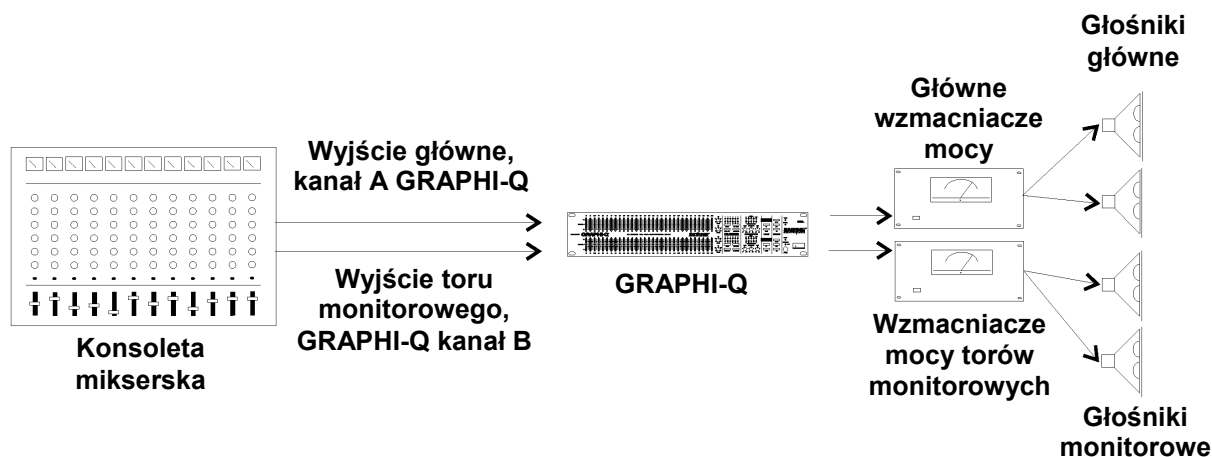 Głośniki
główne
Główne
wzmacniacze
mocy
Wyjście główne,
kanał A GRAPHI-Q
Wyjście toru
monitorowego,
GRAPHI-Q kanał B
GRAPHI-Q
Konsoleta
mikserska
Wzmacniacze
mocy torów
monitorowych
Głośniki
monitorowe